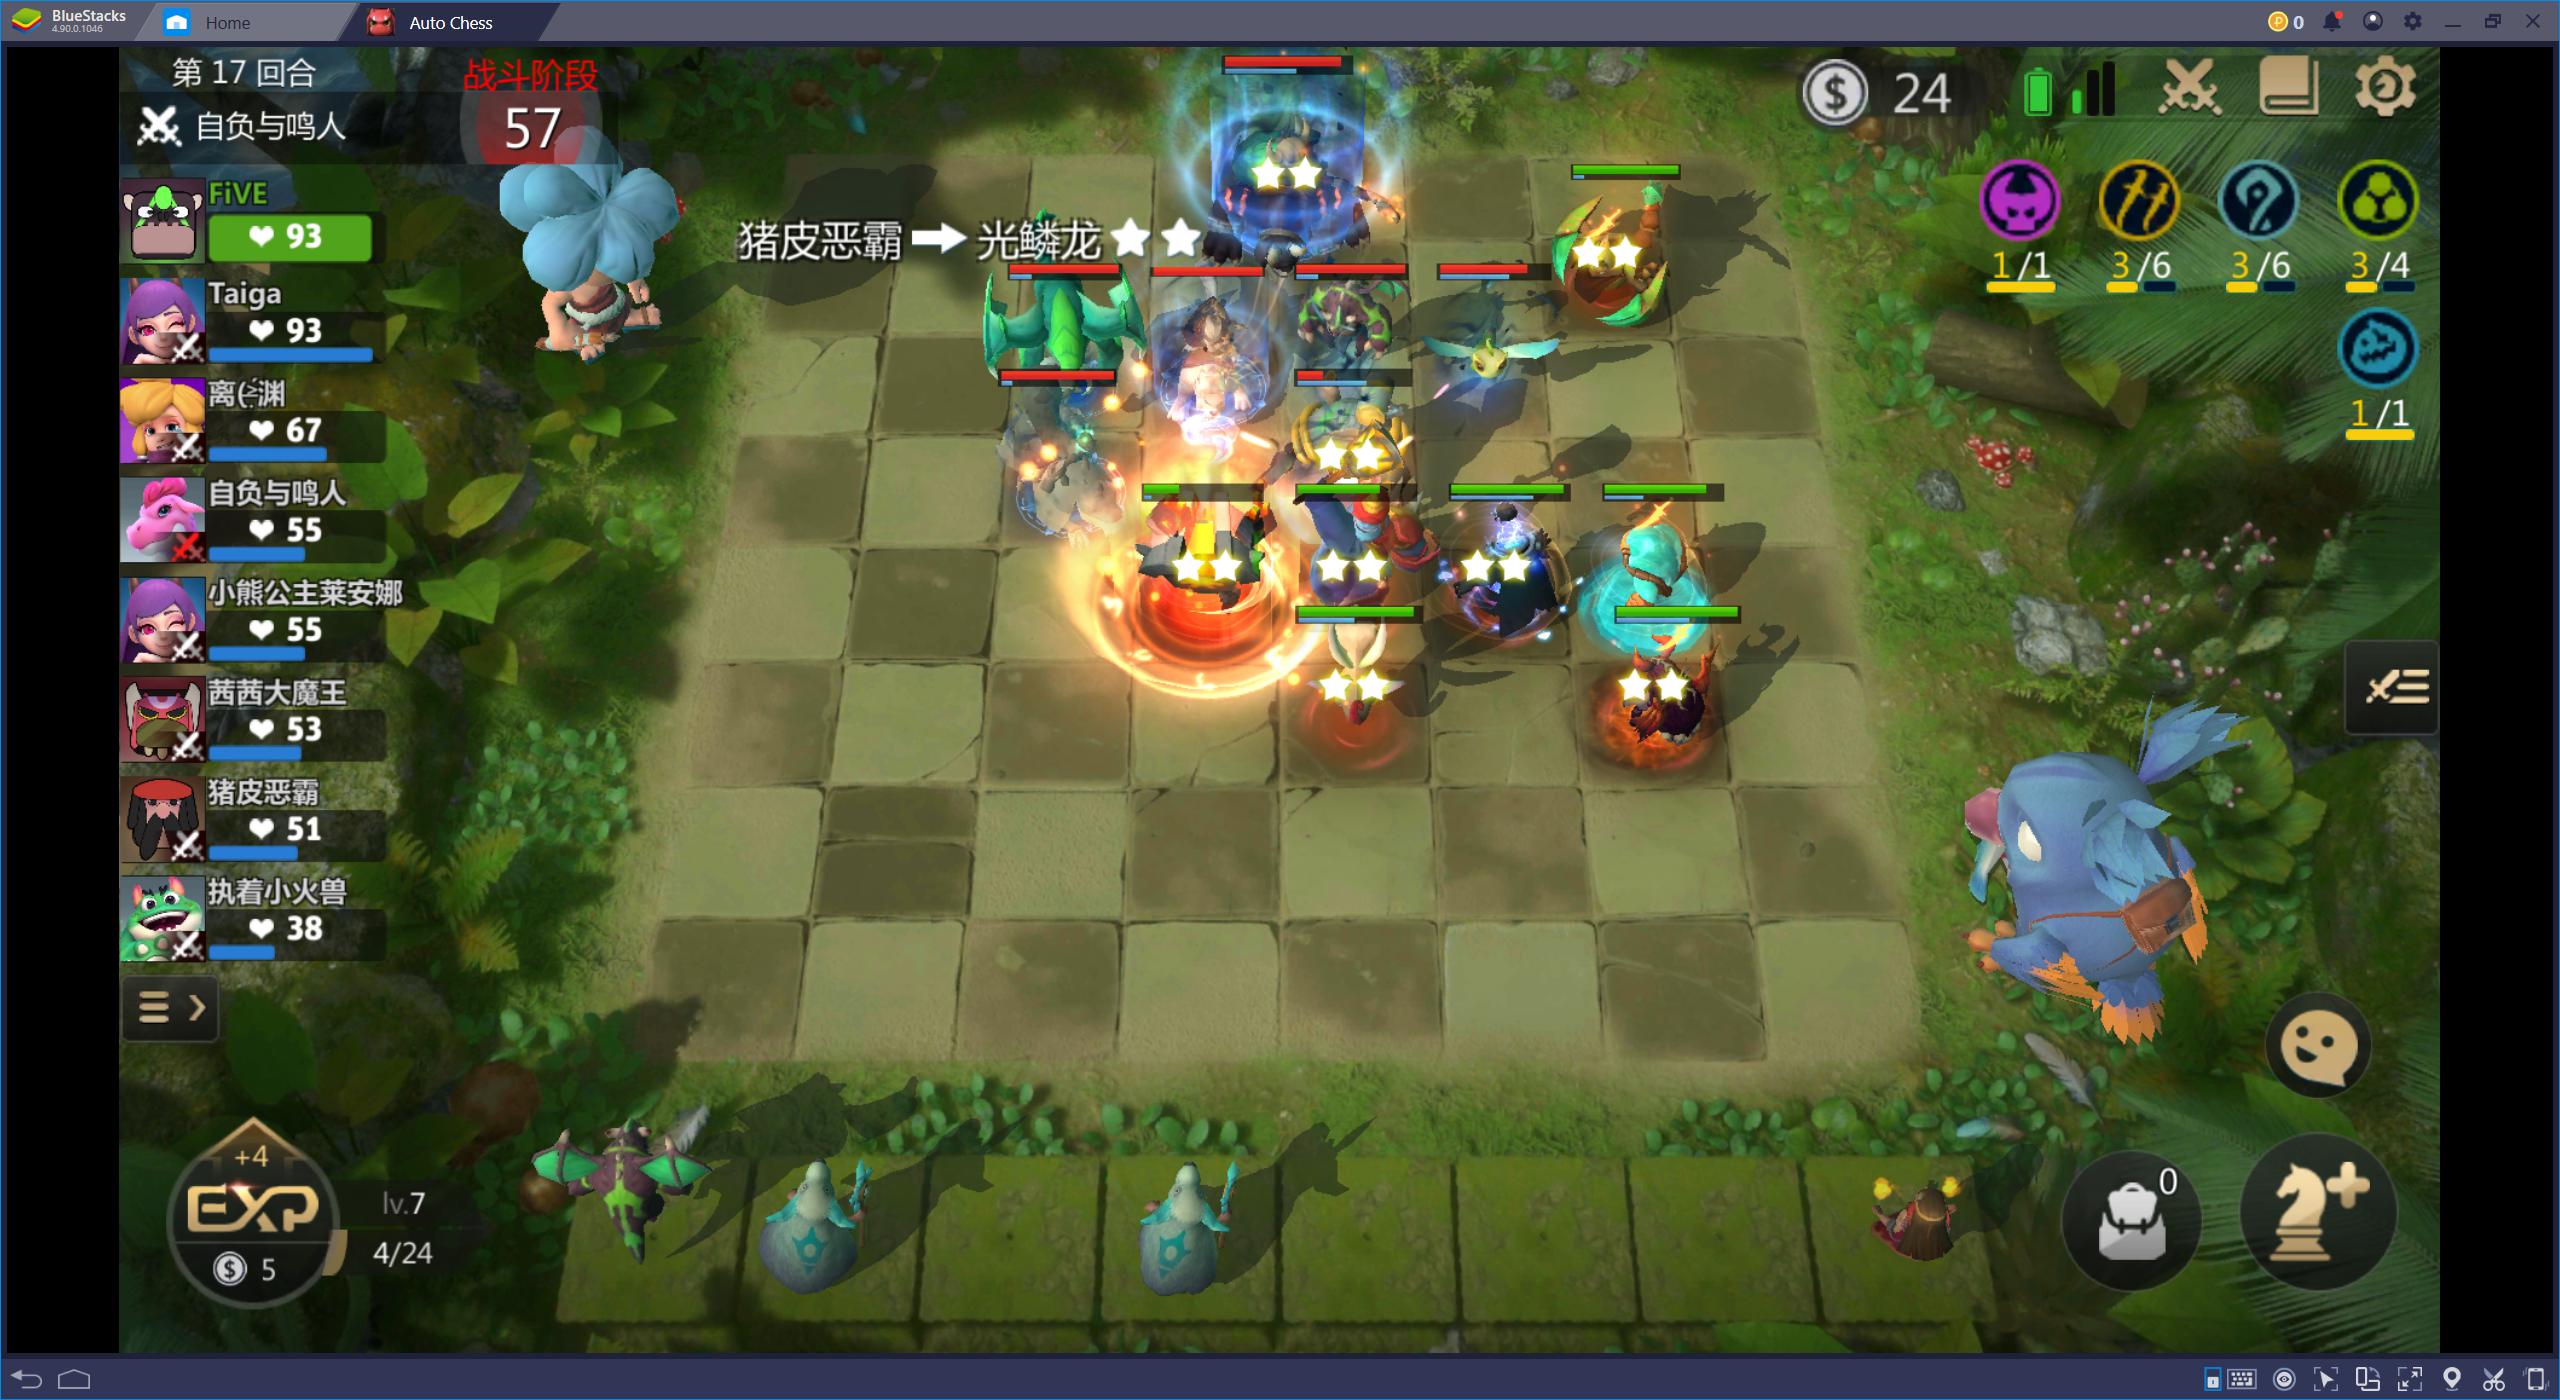 BlueStacks
4.90.0.1046
Home
Auto Chess
0
第 17 回合
战斗阶段
自负与鸣人
57
24
FiVE
93
Taiga
93
67
自负与鸣人
55
小熊公主莱安娜
55
茜茜大魔王
53
猪皮恶霸
51
执着小火兽
38
猪皮恶霸
光鳞龙
1/1
3/6
3/6
3/4
1/1
+4
EXP
5
lv.7
4/24
0